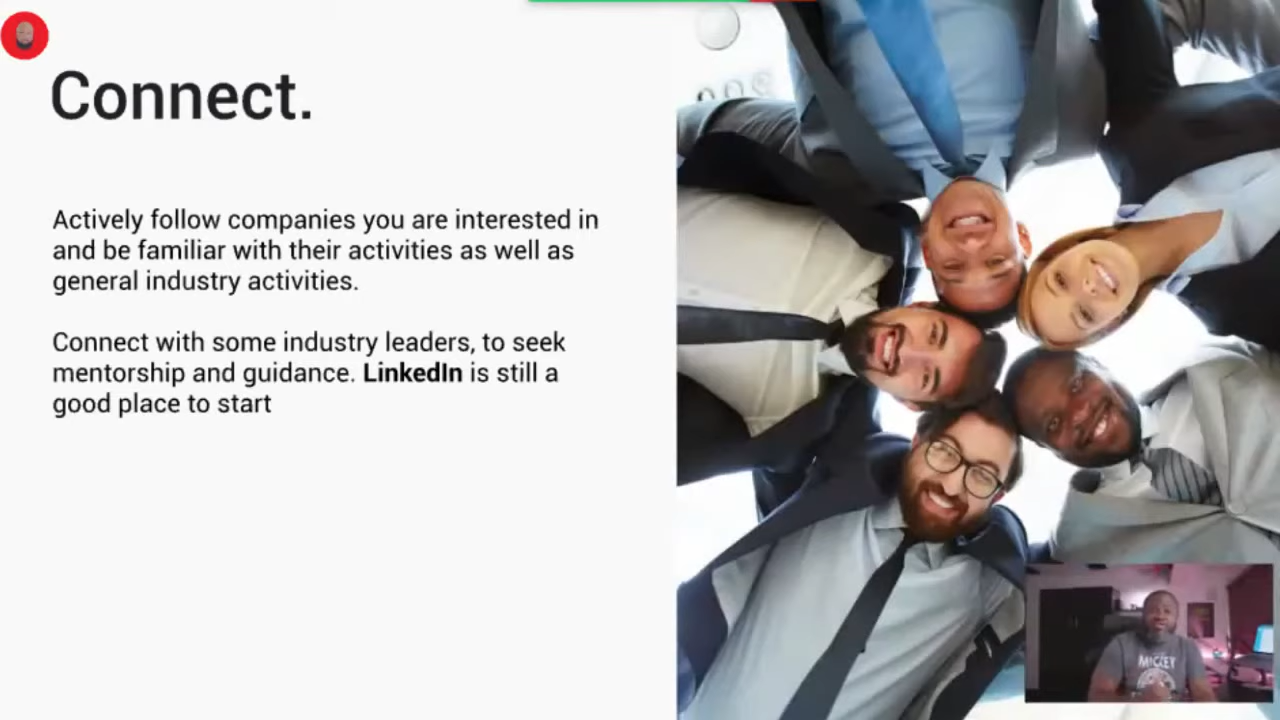 Connect.
Actively follow companies you are interested in
and be familiar with their activities as well as
general industry activities.
Connect with some industry leaders, to seek
mentorship and guidance. LinkedIn is still a
good place to start
MICKEY